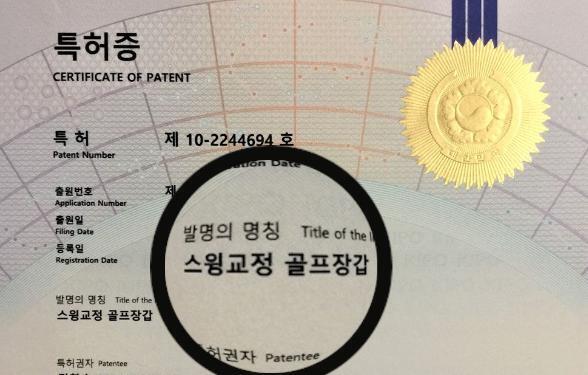 특허증
CERTIFICATE OF PATENT
특 허 제 10-2244694 호
Patent Number
출원번호 제
Application Number
출원일
Filing Date
등록일
Registration Date
발명의 명칭 Title of the
스윙교정 골프장갑
특허권자 Patentee
Date
발명의 명칭 Title of the
스윙교정 골프장갑
허권자 Patentee